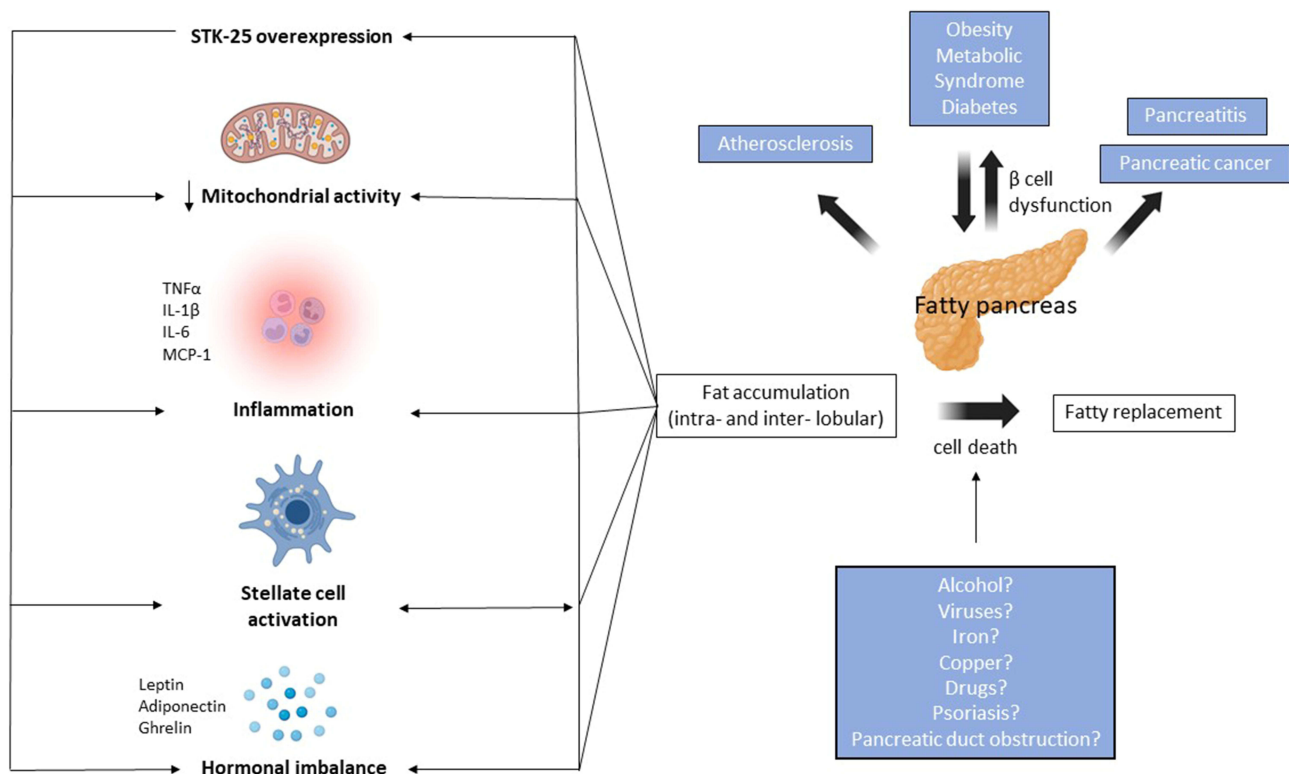 STK-25 overexpression
Mitochondrial activity
TNFα
IL-1β
IL-6
MCP-1
Inflammation
Stellate cell
activation
Leptin
Adiponectin
Ghrelin
Hormonal imbalance
Fat accumulation
(intra- and inter- lobular)
Atherosclerosis
Obesity
Metabolic
Syndrome
Diabetes
β cell
dysfunction
Pancreatitis
Pancreatic cancer
Fatty pancreas
cell death
Fatty replacement
Alcohol?
Viruses?
Iron?
Copper?
Drugs?
Psoriasis?
Pancreatic duct obstruction?